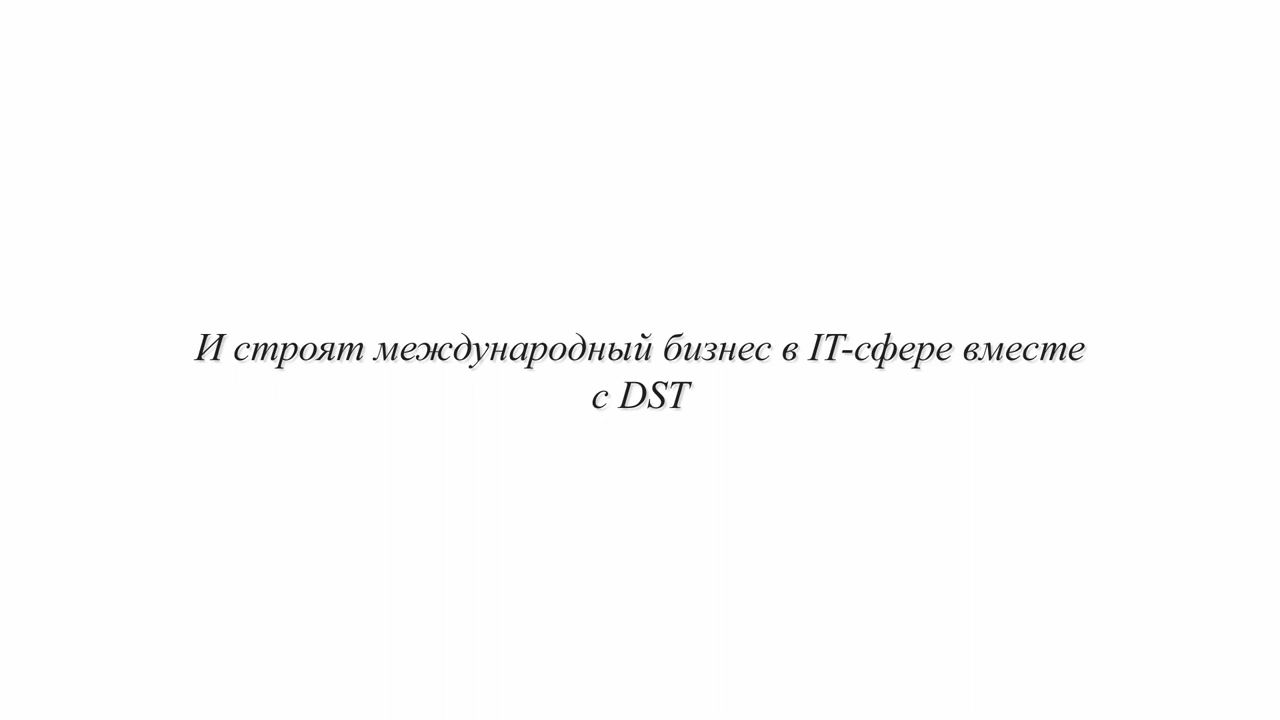 И строят международный бизнес в IT-сфере вместе
с DST